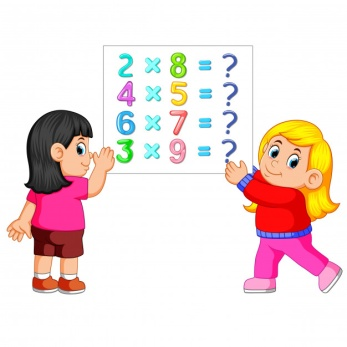 2 × 8 = ?
4 × 5 = ?
6 × 7 = ?
3 × 9 = ?